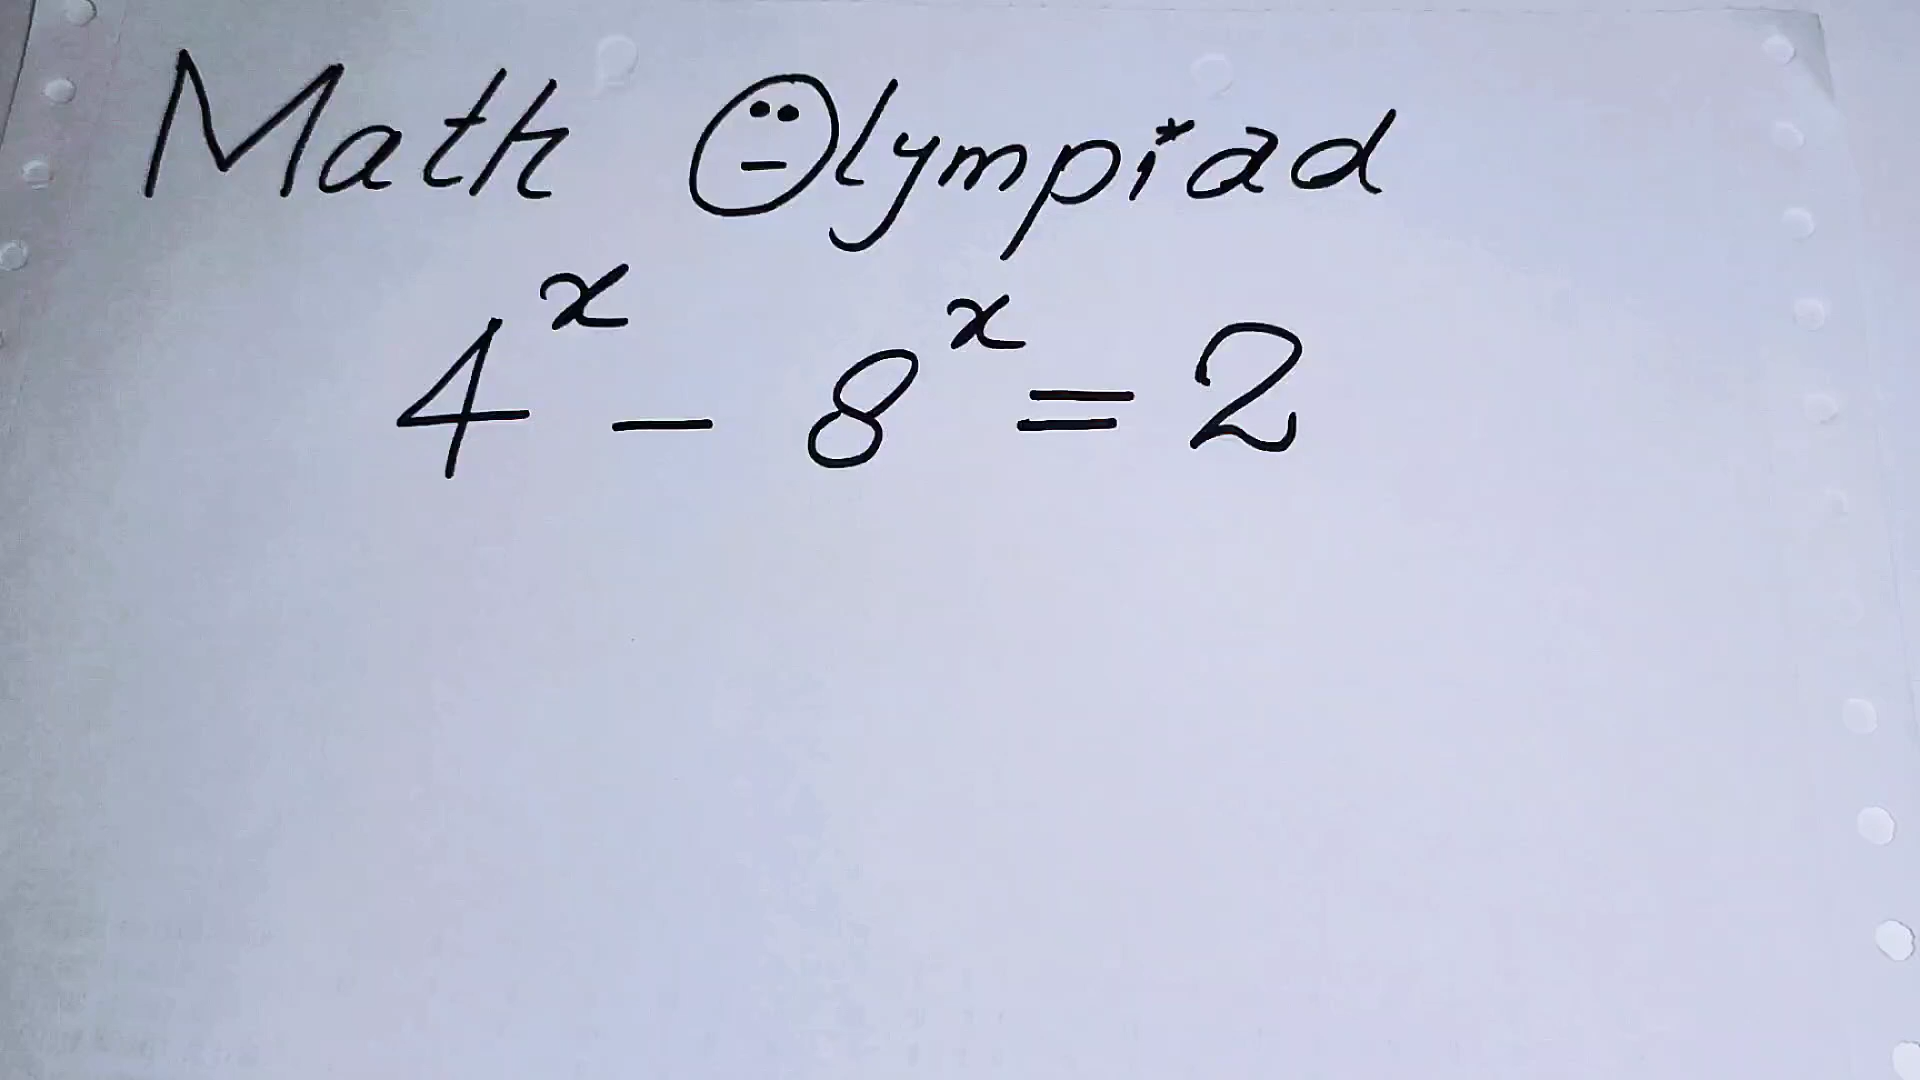 Math Olympiad
4^x - 8^x = 2